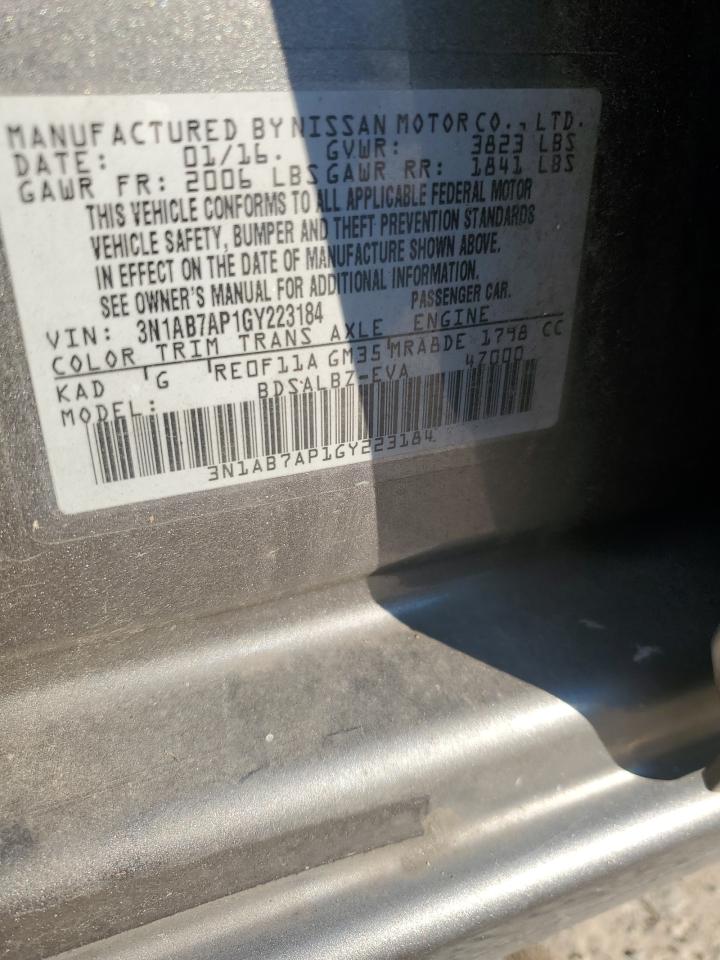 MANUFACTURED BY NISSAN MOTOR CO., LTD.
DATE: 01/16. GVWR: 3823 LBS
GAWR FR: 2006 LBS GAWR RR: 1841 LBS
THIS VEHICLE CONFORMS TO ALL APPLICABLE FEDERAL MOTOR
VEHICLE SAFETY, BUMPER AND THEFT PREVENTION STANDARDS
IN EFFECT ON THE DATE OF MANUFACTURE SHOWN ABOVE.
SEE OWNER'S MANUAL FOR ADDITIONAL INFORMATION.
VIN: 3N1AB7AP1GY223184 PASSENGER CAR.
COLOR TRIM TRANS AXLE ENGINE
KAD G RE0F11A GM35 MRA8DE 1798 CC
MODEL: BDSALBZ-EVA 47000
3N1AB7AP1GY223184